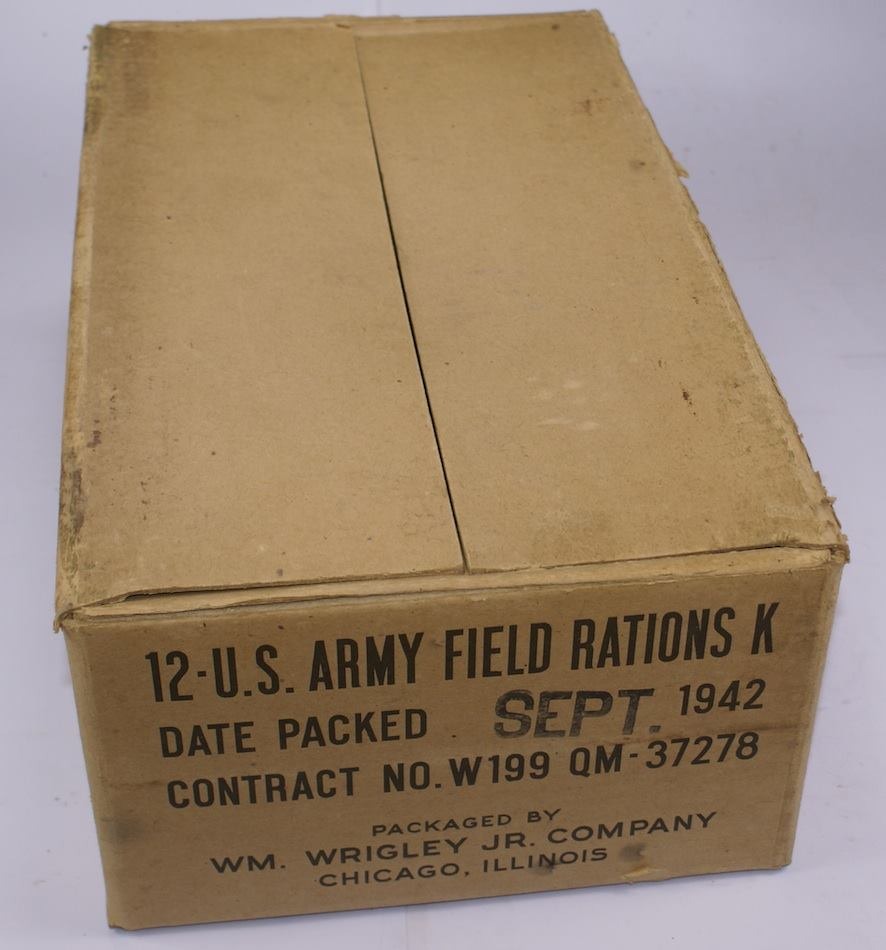 12-U.S. ARMY FIELD RATIONS K
DATE PACKED SEPT. 1942
CONTRACT NO. W199 QM-37278
PACKAGED BY
WM. WRIGLEY JR. COMPANY
CHICAGO, ILLINOIS